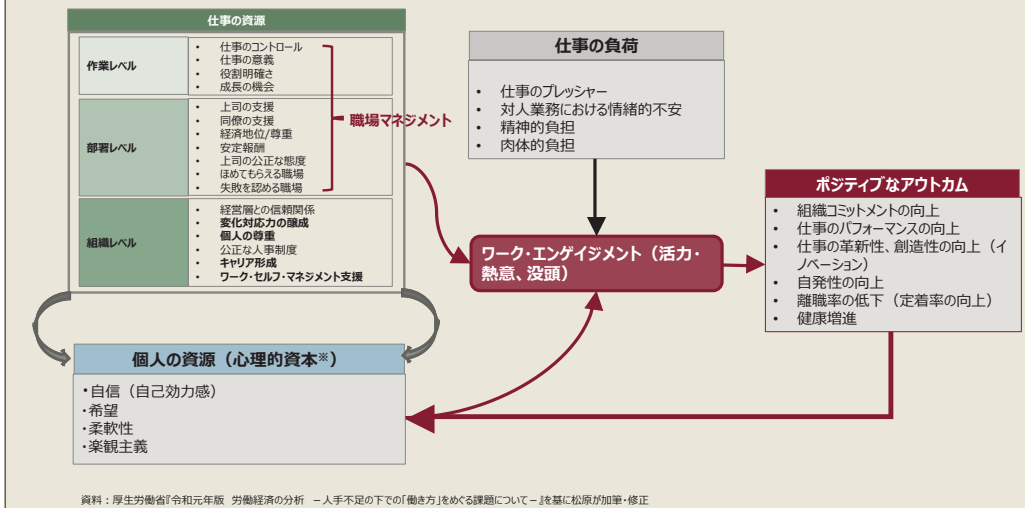 仕事の資源
作業レベル
• 仕事のコントロール
• 仕事の意義
• 役割明確さ
• 成長の機会
部署レベル
• 上司の支援
• 同僚の支援
• 経済地位/尊重
• 安定報酬
• 上司の公正な態度
• ほめてもらえる職場
• 失敗を認める職場
職場マネジメント
組織レベル
• 経営層との信頼関係
• 変化対応力の醸成
• 個人の尊重
• 公正な人事制度
• キャリア形成
• ワーク・セルフ・マネジメント支援
仕事の負荷
• 仕事のプレッシャー
• 対人業務における情緒的不安
• 精神的負担
• 肉体的負担
ワーク・エンゲイジメント（活力・
熱意、没頭）
ポジティブなアウトカム
• 組織コミットメントの向上
• 仕事のパフォーマンスの向上
• 仕事の革新性、創造性の向上（イ
ノベーション）
• 自発性の向上
• 離職率の低下（定着率の向上）
• 健康増進
個人の資源（心理的資本※）
・自信（自己効力感）
・希望
・柔軟性
・楽観主義
資料：厚生労働省『令和元年版 労働経済の分析 －人手不足の下での「働き方」をめぐる課題について－』を基に松原が加筆・修正